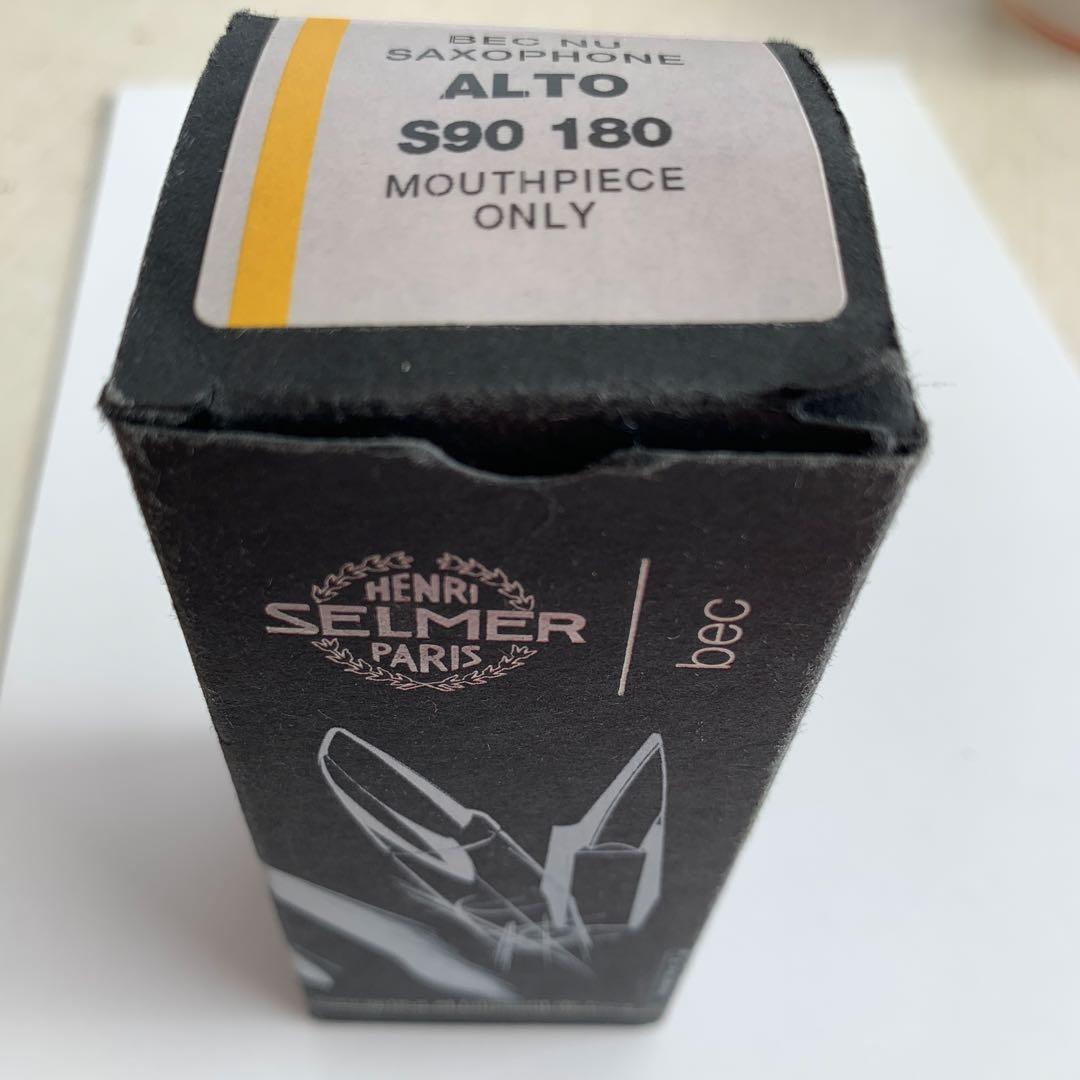 BEC NU
SAXOPHONE
ALTO
S90 180
MOUTHPIECE
ONLY
HENRI
SELMER
PARIS
bec